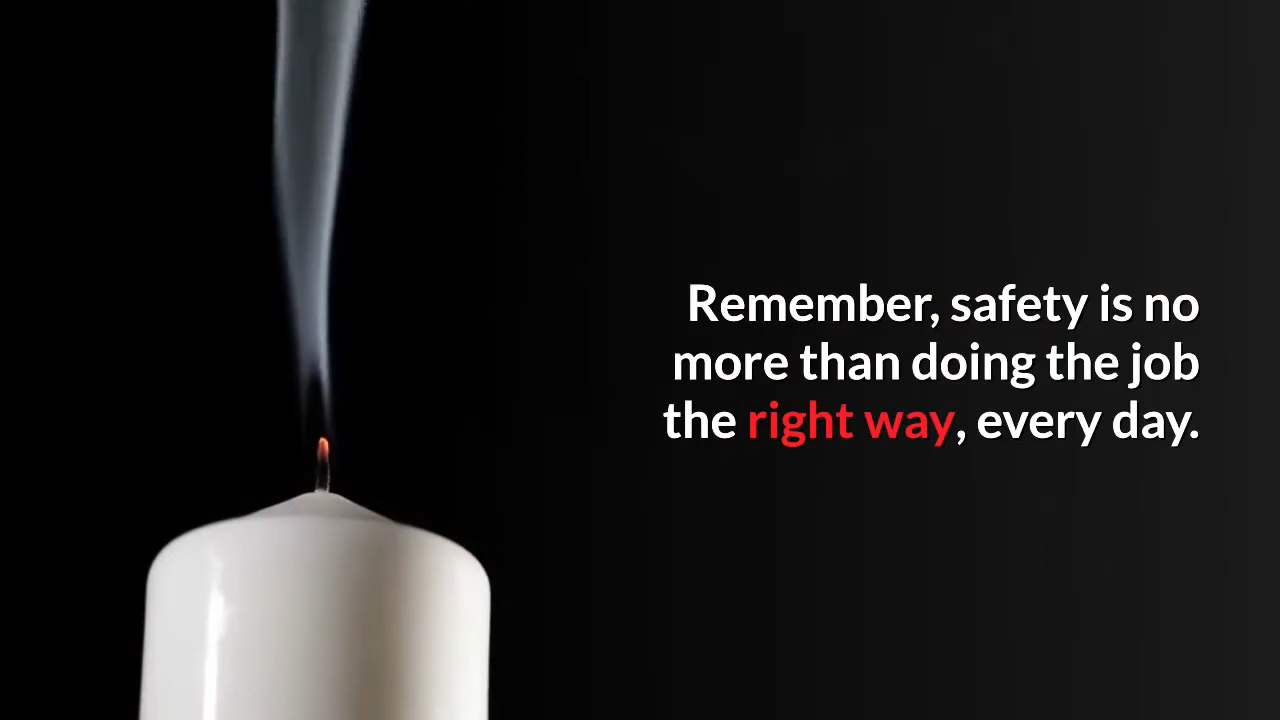 Remember, safety is no
more than doing the job
the right way, every day.